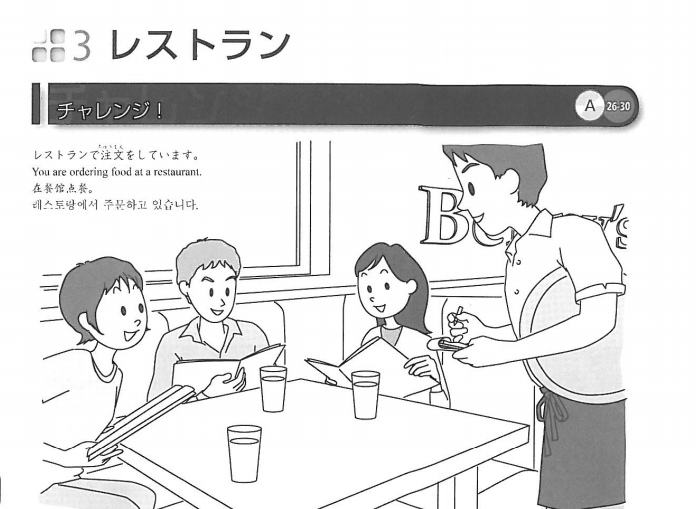 3 レストラン
チャレンジ！
A 26-30
レストランで注文をしています。
You are ordering food at a restaurant.
在餐馆点餐。
레스토랑에서 주문하고 있습니다.